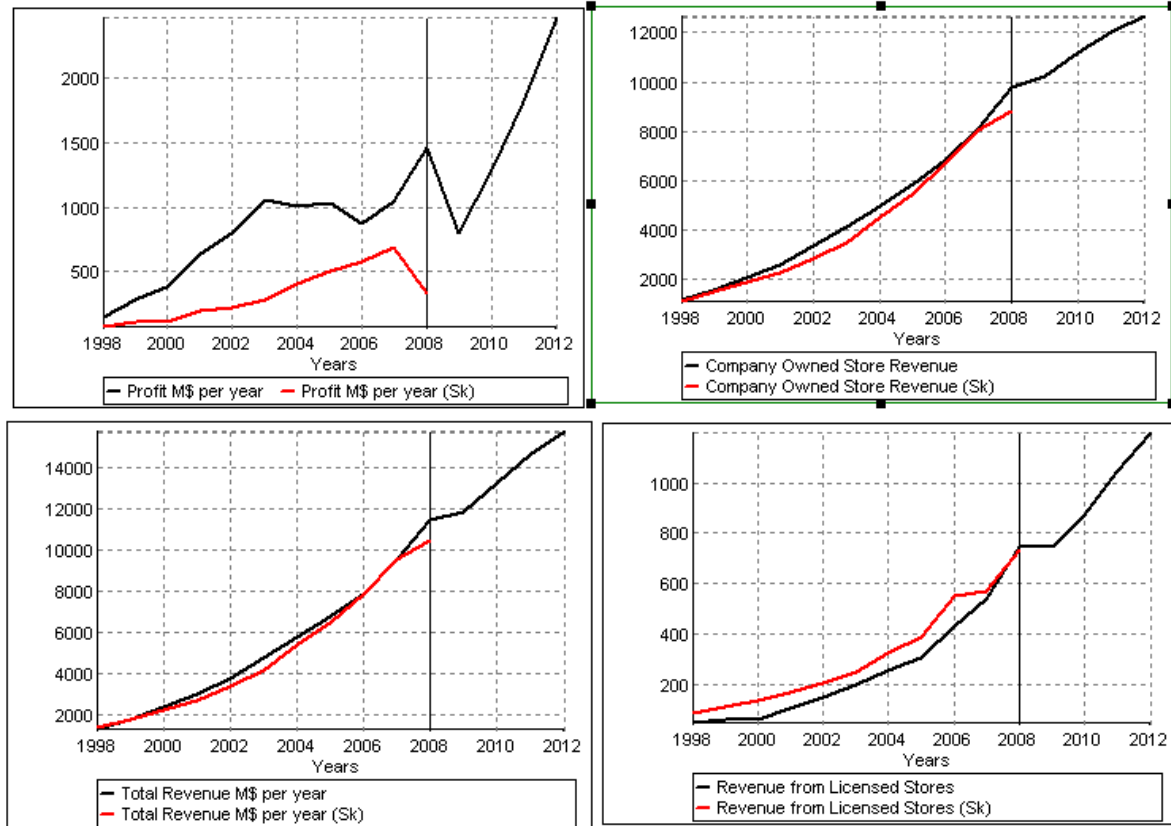 2500
2000
1500
1000
500
1998 2000 2002 2004 2006 2008 2010 2012
Years
Profit M$ per year Profit M$ per year (Sk)
12000
10000
8000
6000
4000
2000
1998 2000 2002 2004 2006 2008 2010 2012
Years
Company Owned Store Revenue
Company Owned Store Revenue (Sk)
14000
12000
10000
8000
6000
4000
2000
1998 2000 2002 2004 2006 2008 2010 2012
Years
Total Revenue M$ per year
Total Revenue M$ per year (Sk)
1000
800
600
400
200
1998 2000 2002 2004 2006 2008 2010 2012
Years
Revenue from Licensed Stores
Revenue from Licensed Stores (Sk)